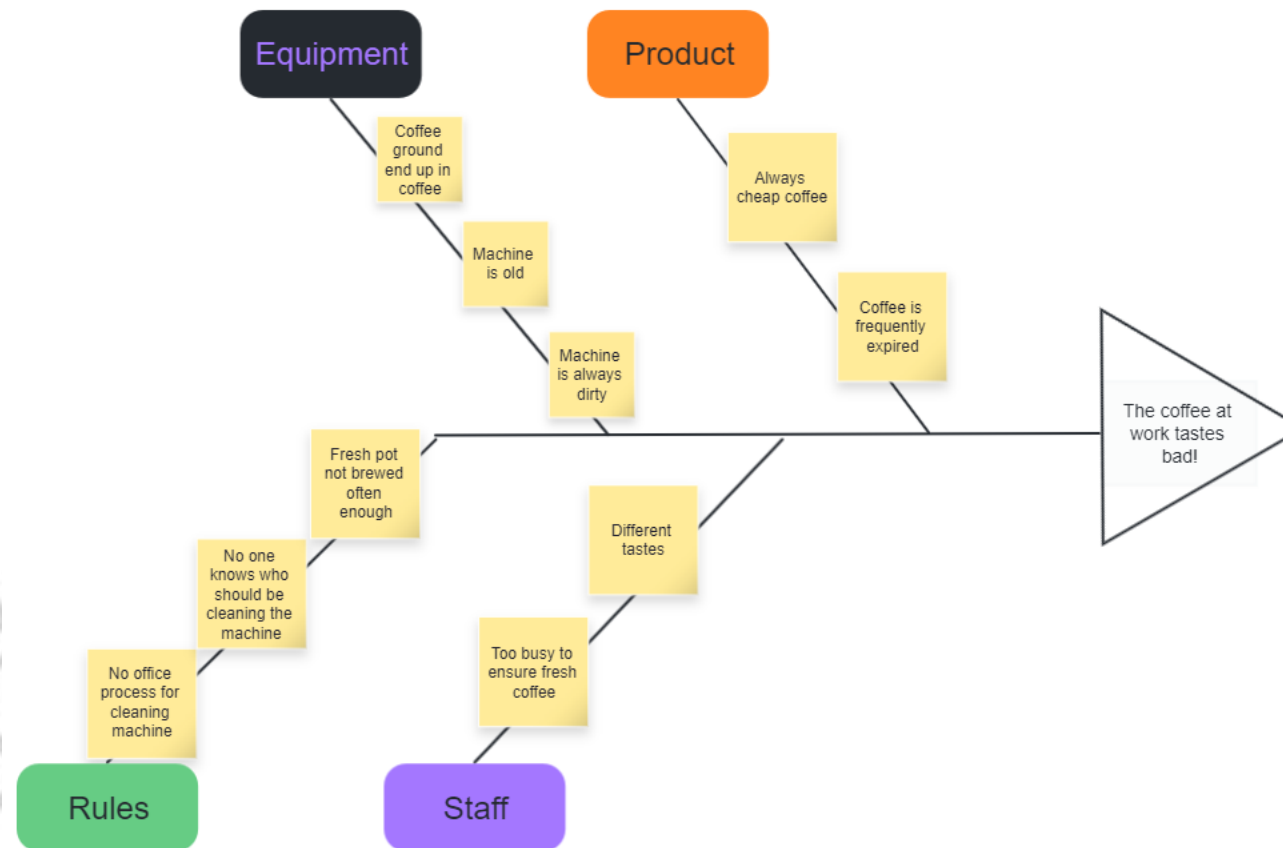 Equipment
Product
Coffee
ground
end up in
coffee
Machine
is old
Machine
is always
dirty
Always
cheap coffee
Coffee is
frequently
expired
The coffee at
work tastes
bad!
Fresh pot
not brewed
often
enough
No one
knows who
should be
cleaning the
machine
No office
process for
cleaning
machine
Different
tastes
Too busy to
ensure fresh
coffee
Rules
Staff